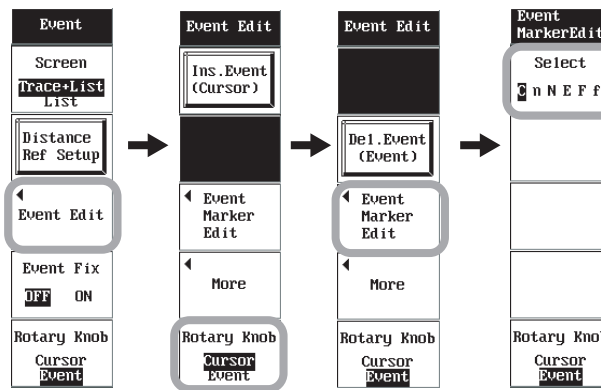 Event
Screen
Trace+List
List
Distance
Ref Setup
Event Edit
Event Fix
OFF ON
Rotary Knob
Cursor
Event
Event Edit
Ins.Event
(Cursor)
Event
Marker
Edit
More
Rotary Knob
Cursor
Event
Event Edit
Del.Event
(Event)
Event
Marker
Edit
More
Rotary Knob
Cursor
Event
Event
MarkerEdit
Select
C n N E F f
Rotary Kno
Cursor
Event